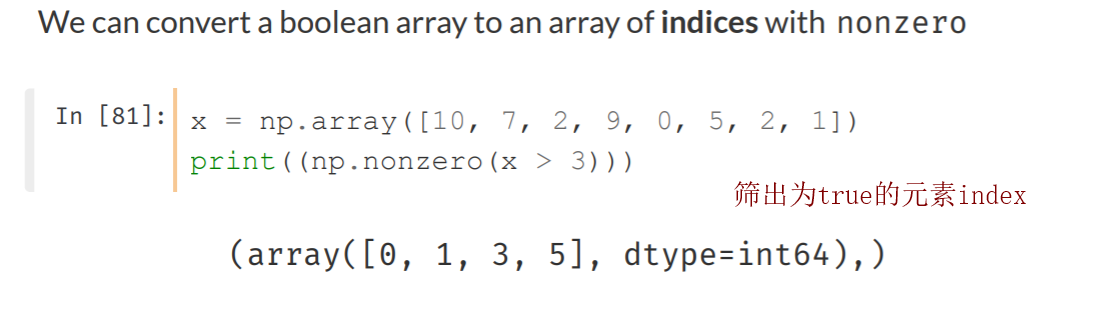 We can convert a boolean array to an array of indices with nonzero
In [81]: x = np.array([10, 7, 2, 9, 0, 5, 2, 1])
print((np.nonzero(x > 3)))
筛出为true的元素index
(array([0, 1, 3, 5], dtype=int64),)